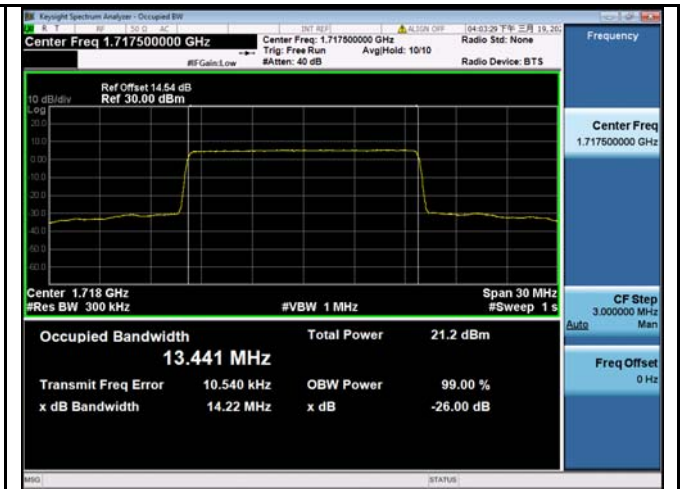 Keysight Spectrum Analyzer - Occupied BW
R T RF 50 Ω AC INT REF ALIGN OFF 04:03:29 下午 三月 19, 202
Center Freq 1.717500000 GHz
Center Freq: 1.717500000 GHz
Radio Std: None
Trig: Free Run Avg|Hold: 10/10
#IFGain:Low #Atten: 40 dB Radio Device: BTS
Frequency
Ref Offset 14.54 dB
10 dB/div Ref 30.00 dBm
Log
20.0
10.0
0.00
-10.0
-20.0
-30.0
-40.0
-50.0
-60.0
Center 1.718 GHz Span 30 MHz
#Res BW 300 kHz #VBW 1 MHz #Sweep 1 s
Occupied Bandwidth Total Power 21.2 dBm
13.441 MHz
Transmit Freq Error 10.540 kHz OBW Power 99.00 %
x dB Bandwidth 14.22 MHz x dB -26.00 dB
Center Freq
1.717500000 GHz
CF Step
3.000000 MHz
Auto Man
Freq Offset
0 Hz
MSG STATUS